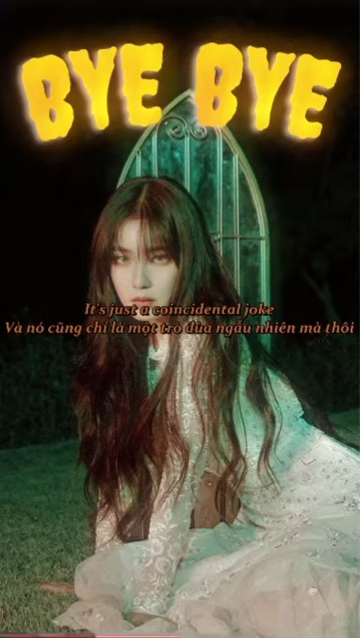 BYE BYE
It's just a coincidental joke
Và nó cũng chỉ là một trò đùa ngẫu nhiên mà thôi